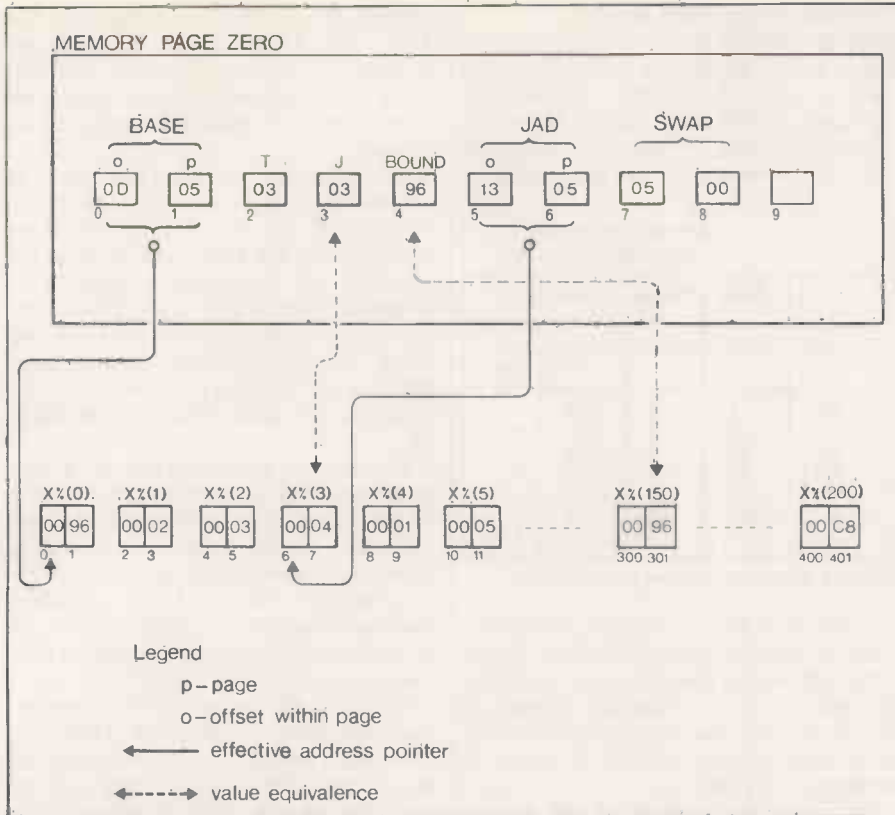 MEMORY PAGE ZERO
BASE JAD SWAP
o p T J BOUND o p
0D 05 03 03 96 13 05 05 00
0 1 2 3 4 5 6 7 8 9
X%(0) X%(1) X%(2) X%(3) X%(4) X%(5) X%(150) X%(200)
00 96 00 02 00 03 00 04 00 01 00 05 00 96 00 C8
0 1 2 3 4 5 6 7 8 9 10 11 300 301 400 401
Legend
p-page
o-offset within page
effective address pointer
value equivalence